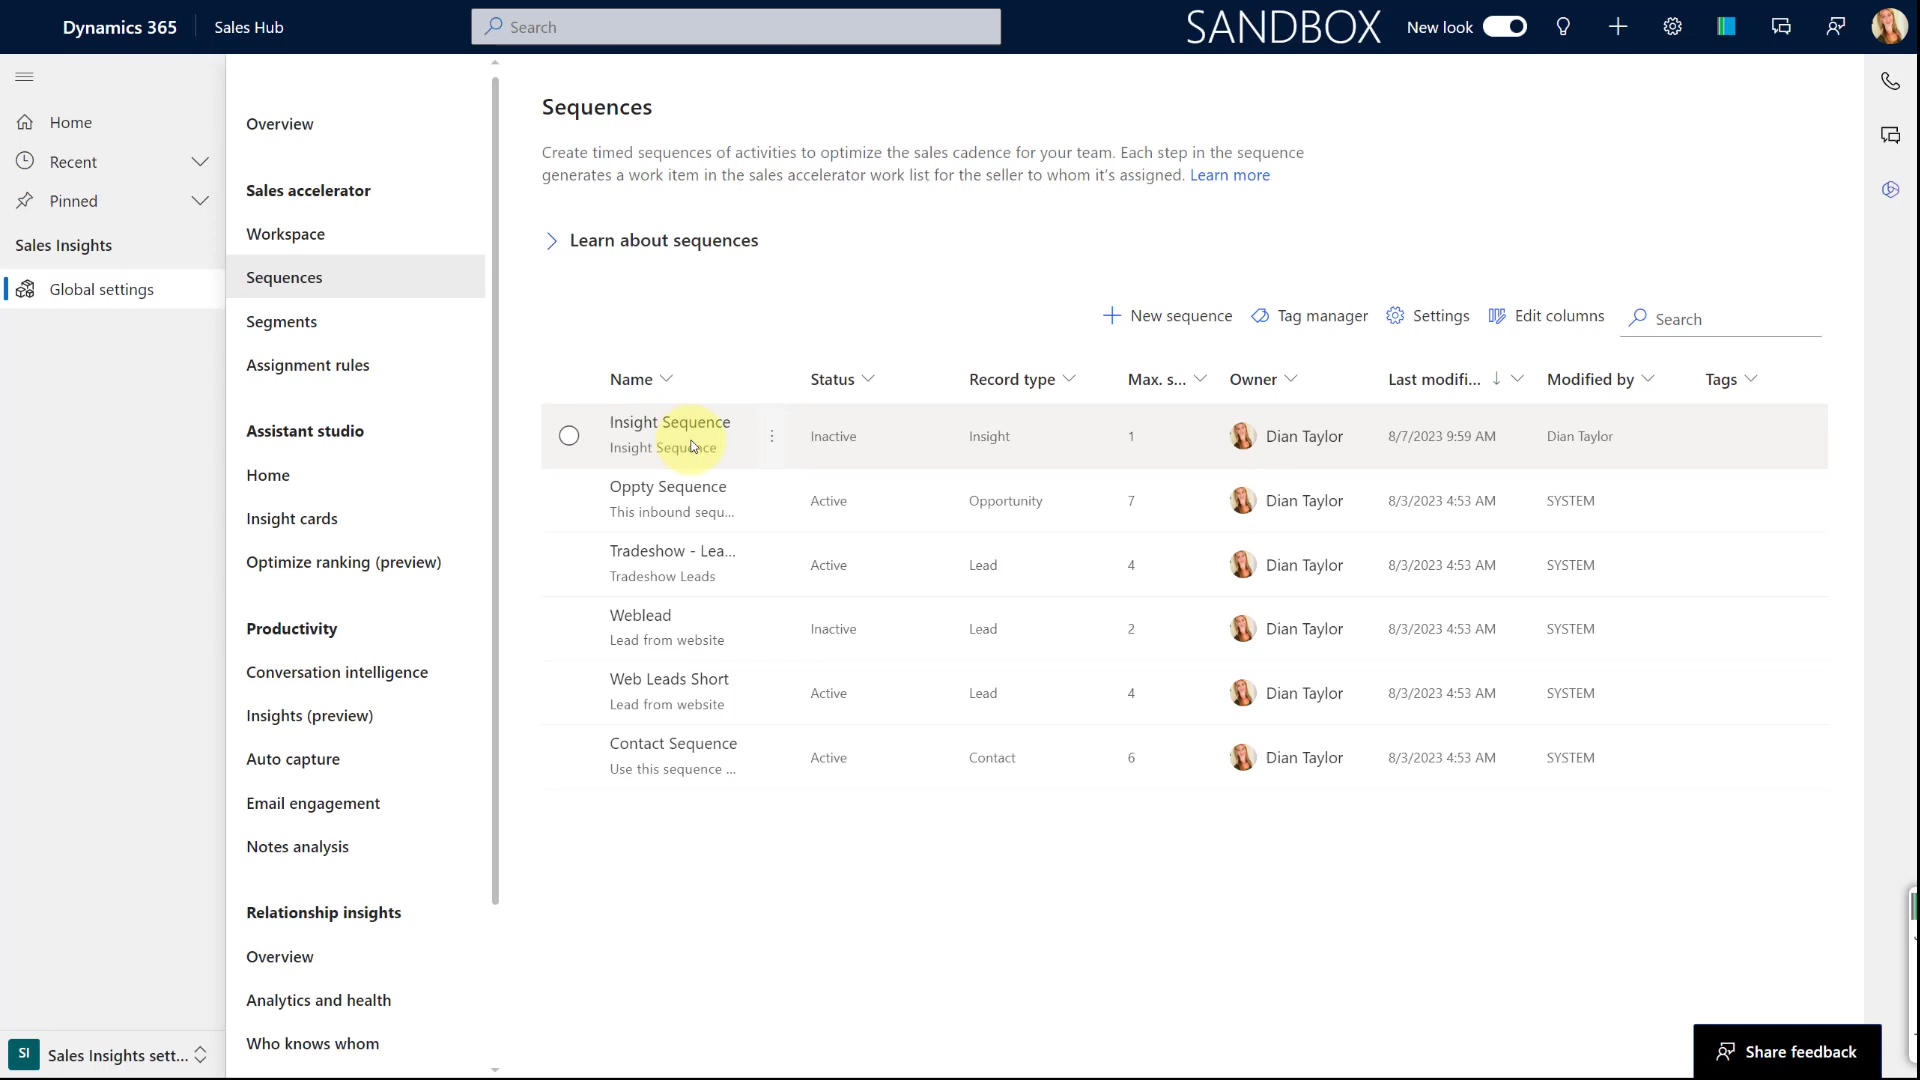 Dynamics 365
Sales Hub
Search
SANDBOX
New look
Home
Recent
Pinned
Sales Insights
Global settings
SI
Sales Insights sett...
Overview
Sales accelerator
Workspace
Sequences
Segments
Assignment rules
Assistant studio
Home
Insight cards
Optimize ranking (preview)
Productivity
Conversation intelligence
Insights (preview)
Auto capture
Email engagement
Notes analysis
Relationship insights
Overview
Analytics and health
Who knows whom
Sequences
Create timed sequences of activities to optimize the sales cadence for your team. Each step in the sequence
generates a work item in the sales accelerator work list for the seller to whom it's assigned. Learn more
Learn about sequences
New sequence
Tag manager
Settings
Edit columns
Search
Name Status Record type Max. s... Owner Last modifi... Modified by Tags
Insight Sequence Inactive Insight 1 Dian Taylor 8/7/2023 9:59 AM Dian Taylor
Insight Sequence
Oppty Sequence Active Opportunity 7 Dian Taylor 8/3/2023 4:53 AM SYSTEM
This inbound sequ...
Tradeshow - Lea... Active Lead 4 Dian Taylor 8/3/2023 4:53 AM SYSTEM
Tradeshow Leads
Weblead Inactive Lead 2 Dian Taylor 8/3/2023 4:53 AM SYSTEM
Lead from website
Web Leads Short Active Lead 4 Dian Taylor 8/3/2023 4:53 AM SYSTEM
Lead from website
Contact Sequence Active Contact 6 Dian Taylor 8/3/2023 4:53 AM SYSTEM
Use this sequence ...
Share feedback